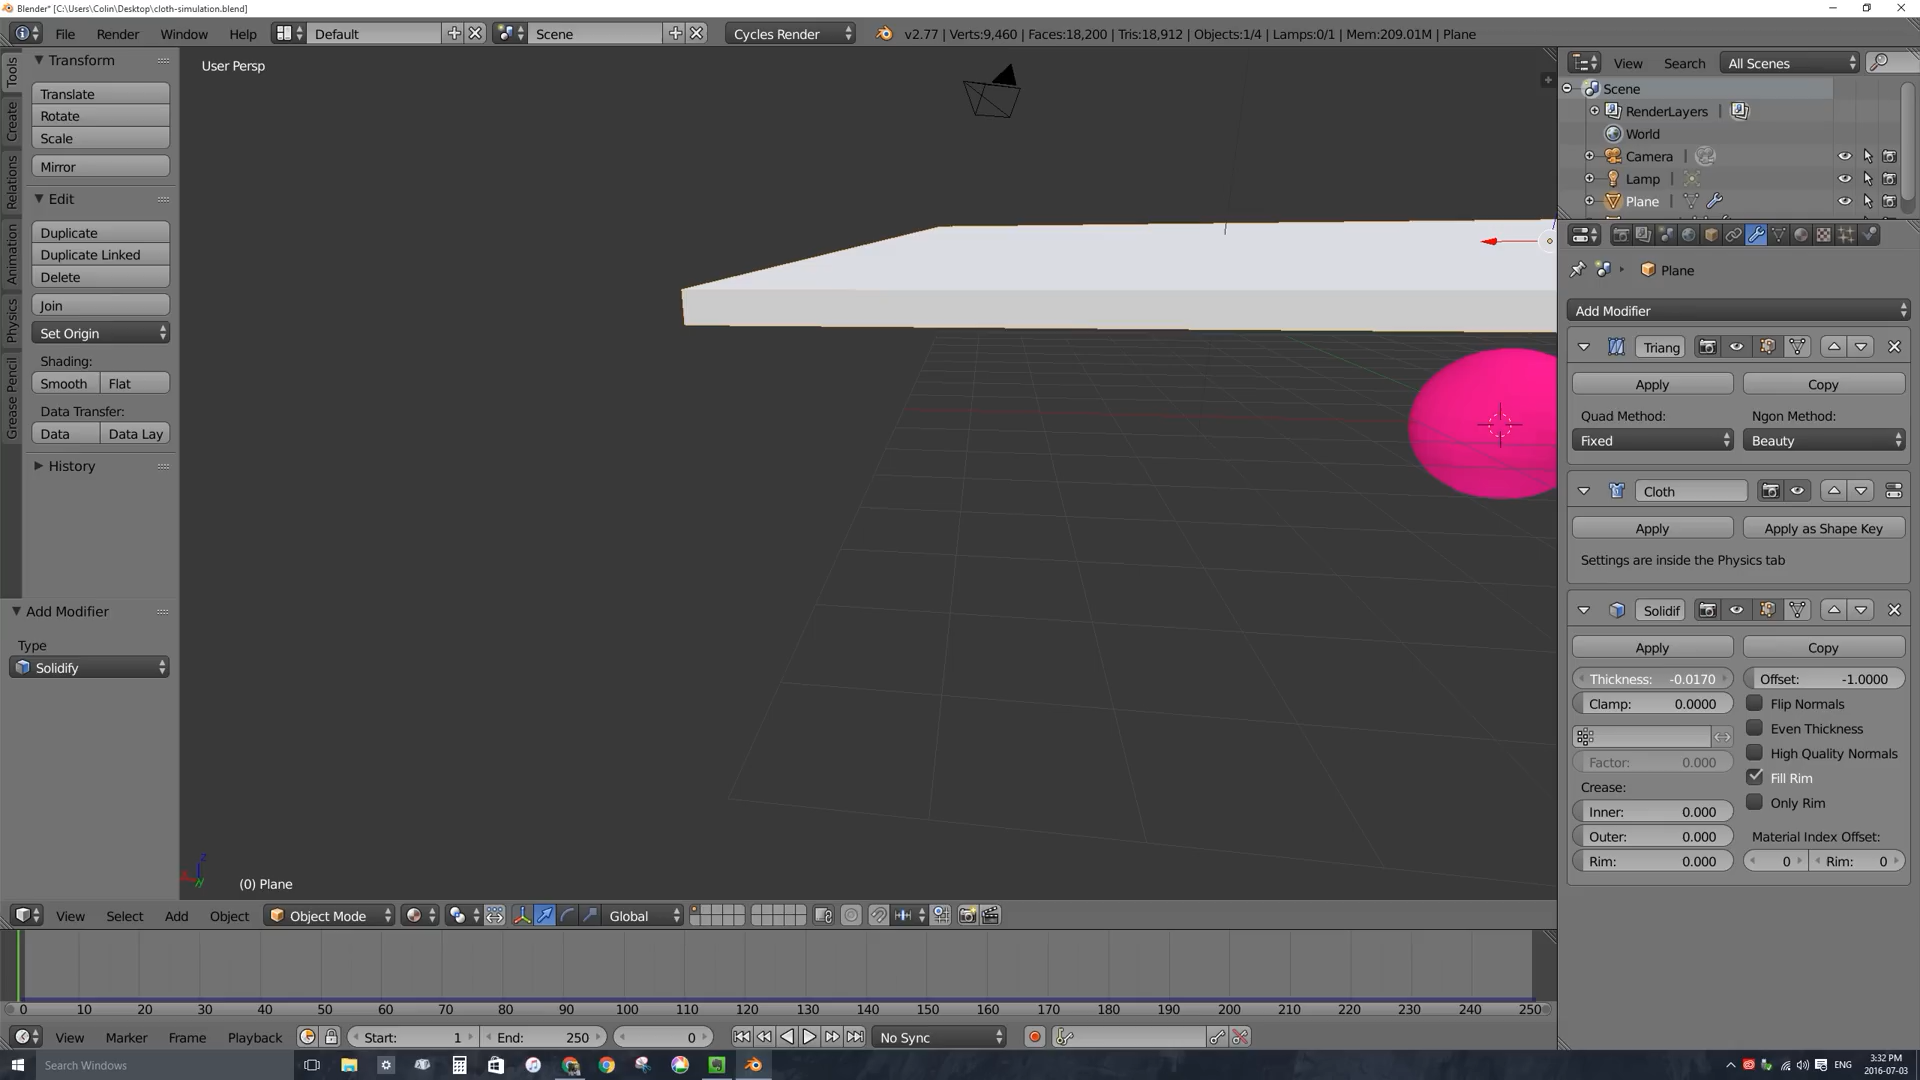 Blender* [C:\Users\Colin\Desktop\cloth-simulation.blend]
File Render Window Help Default Scene Cycles Render v2.77 | Verts:9,460 | Faces:18,200 | Tris:18,912 | Objects:1/4 | Lamps:0/1 | Mem:209.01M | Plane
Tools
Create
Relations
Animation
Physics
Grease Pencil
Transform
Translate
Rotate
Scale
Mirror
Edit
Duplicate
Duplicate Linked
Delete
Join
Set Origin
Shading:
Smooth Flat
Data Transfer:
Data Data Lay
History
Add Modifier
Type
Solidify
User Persp
(0) Plane
View Search All Scenes
Scene
RenderLayers
World
Camera
Lamp
Plane
Plane
Add Modifier
Triang
Apply Copy
Quad Method: Ngon Method:
Fixed Beauty
Cloth
Apply Apply as Shape Key
Settings are inside the Physics tab
Solidif
Apply Copy
Thickness: -0.0170 Offset: -1.0000
Clamp: 0.0000 Flip Normals
Even Thickness
High Quality Normals
Factor: 0.000
Fill Rim
Crease:
Only Rim
Inner: 0.000
Outer: 0.000 Material Index Offset:
Rim: 0.000 0 Rim: 0
View Select Add Object Object Mode Global
0 10 20 30 40 50 60 70 80 90 100 110 120 130 140 150 160 170 180 190 200 210 220 230 240 250
View Marker Frame Playback Start: 1 End: 250 0 No Sync
Search Windows
ENG
3:32 PM
2016-07-03